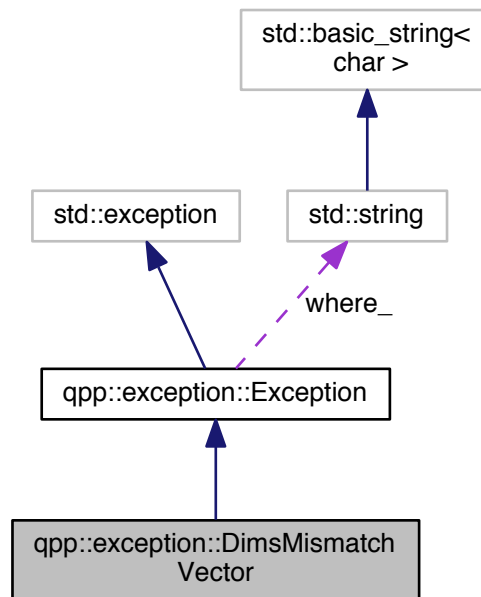 std::basic_string<
char >
std::exception
std::string
where_
qpp::exception::Exception
qpp::exception::DimsMismatch
Vector